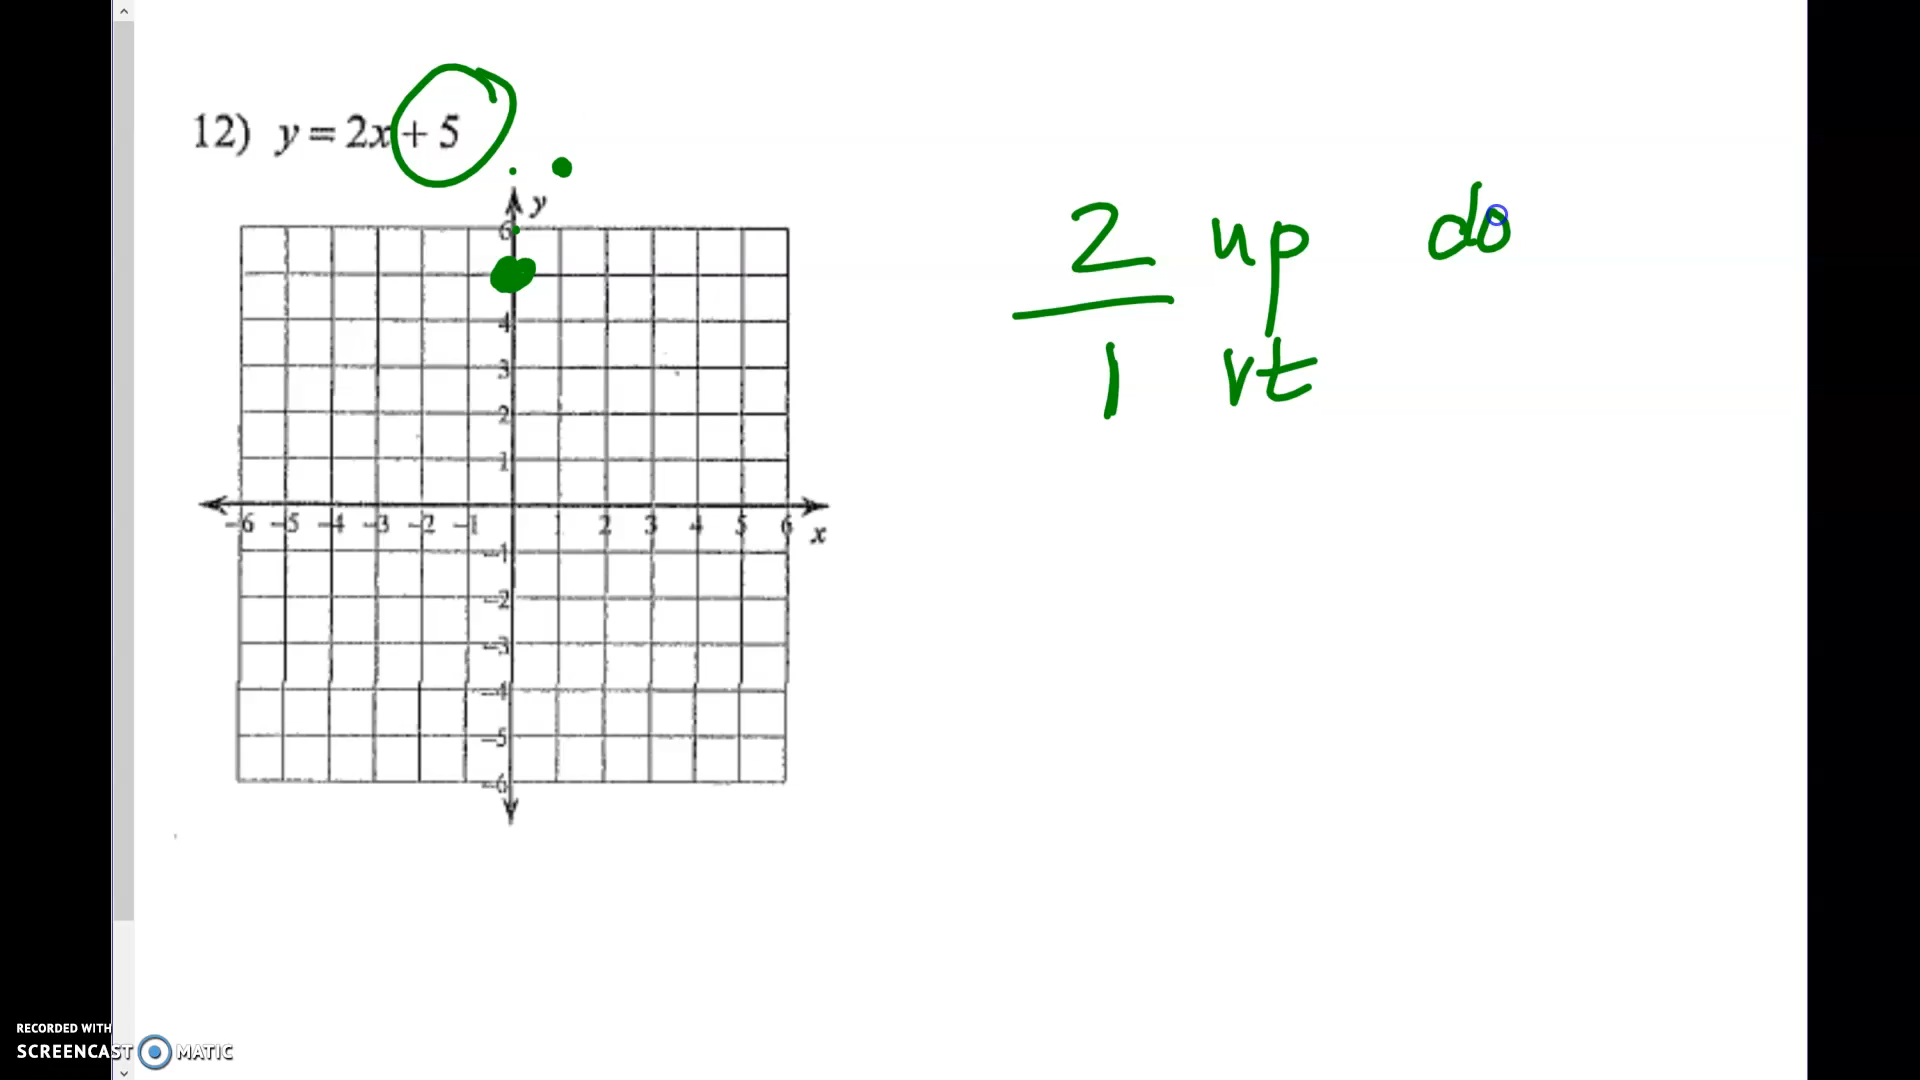 12) y = 2x + 5
2 up do
1 rt
y
6
4
3
2
1
-6 -5 -4 -3 -2 -1 1 2 3 4 5 6
x
-1
-2
-3
-4
-5
-6
RECORDED WITH
SCREENCAST MATIC